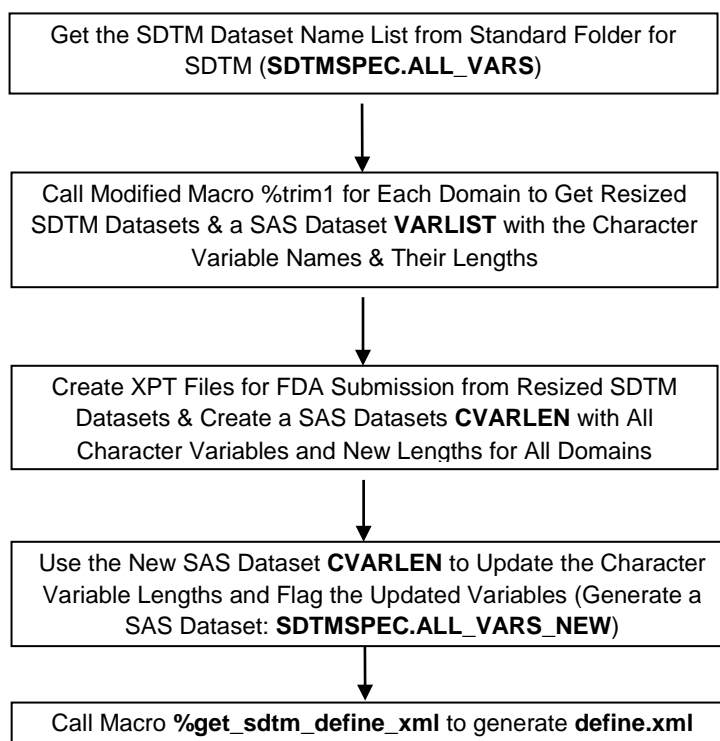 Get the SDTM Dataset Name List from Standard Folder for
SDTM (SDTMSPEC.ALL_VARS)
Call Modified Macro %trim1 for Each Domain to Get Resized
SDTM Datasets & a SAS Dataset VARLIST with the Character
Variable Names & Their Lengths
Create XPT Files for FDA Submission from Resized SDTM
Datasets & Create a SAS Datasets CVARLEN with All
Character Variables and New Lengths for All Domains
Use the New SAS Dataset CVARLEN to Update the Character
Variable Lengths and Flag the Updated Variables (Generate a
SAS Dataset: SDTMSPEC.ALL_VARS_NEW)
Call Macro %get_sdtm_define_xml to generate define.xml